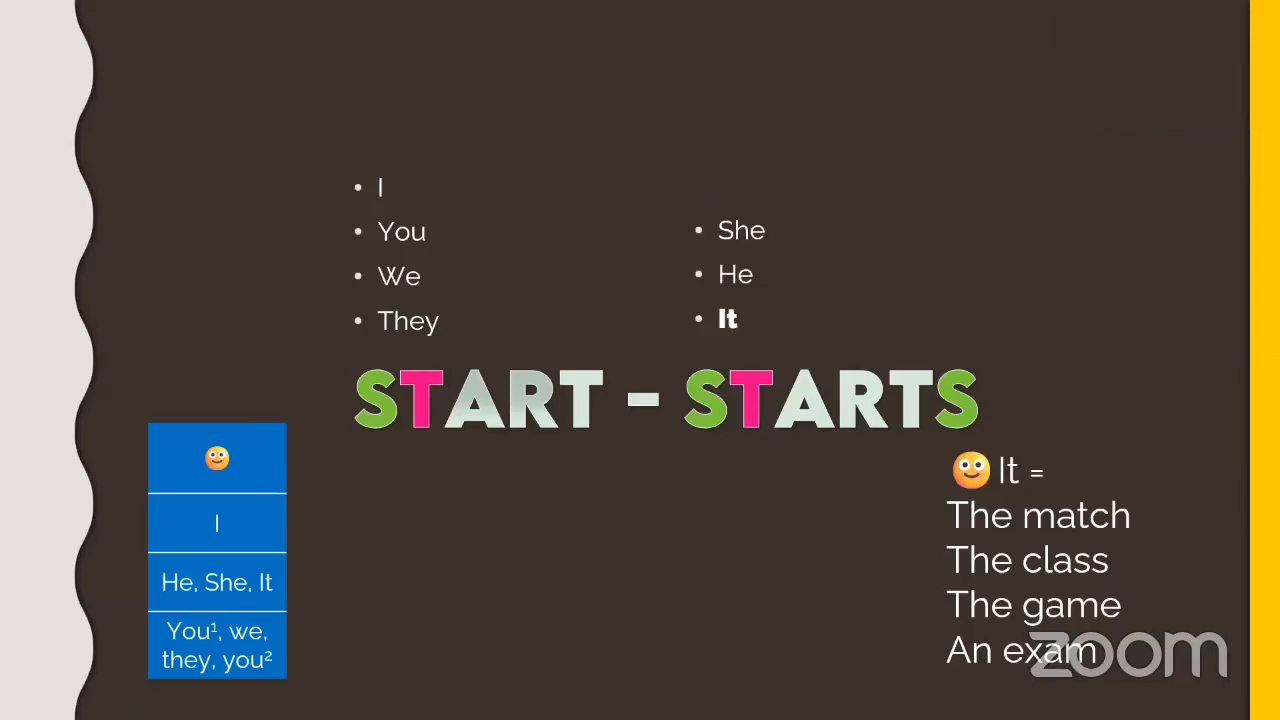 I
You
We
They
She
He
It
START - STARTS
I
He, She, It
You¹, we,
they, you²
It =
The match
The class
The game
An exam
zoom